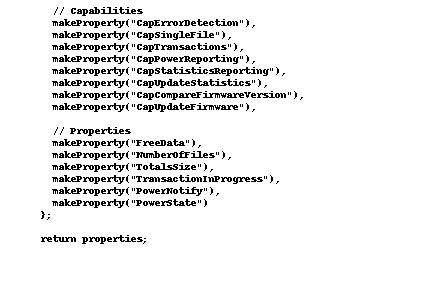 // Capabilities
makeProperty("CapErrorDetection"),
makeProperty("CapSingleFile"),
makeProperty("CapTransactions"),
makeProperty("CapPowerReporting"),
makeProperty("CapStatisticsReporting"),
makeProperty("CapUpdateStatistics"),
makeProperty("CapCompareFirmwareVersion"),
makeProperty("CapUpdateFirmware"),
// Properties
makeProperty("FreeData"),
makeProperty("NumberOfFiles"),
makeProperty("TotalsSize"),
makeProperty("TransactionInProgress"),
makeProperty("PowerNotify"),
makeProperty("PowerState")
};
return properties;